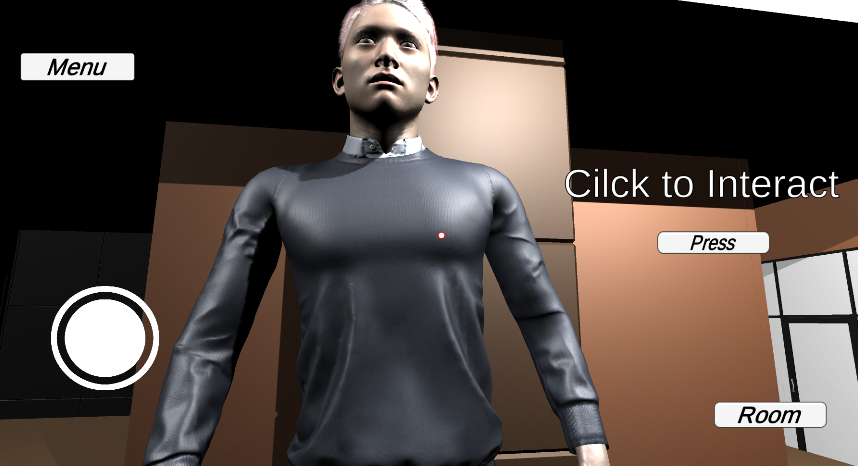 Menu
Cilck to Interact
Press
Room